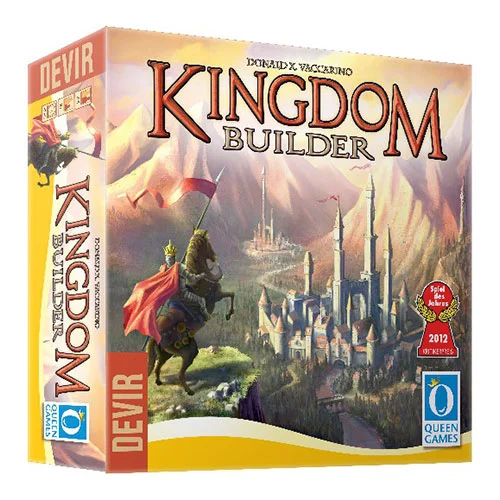 DONALD X. VACCARINO
KINGDOM
BUILDER
DEVIR
KINGDOM
BUILDER
DONALD X. VACCARINO
QUEEN
GAMES
DEVIR
Spiel
des
Jahres
2012
QUEEN
GAMES